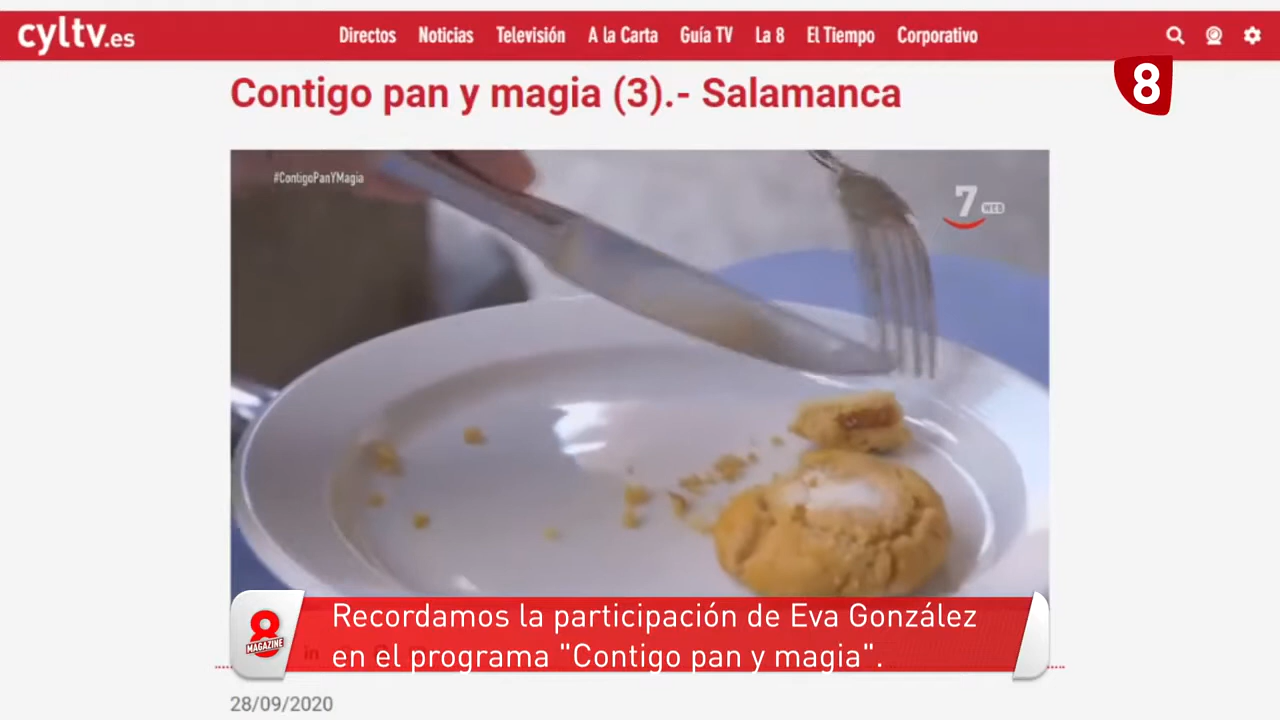 cyltv.es
Directos Noticias Televisión A la Carta Guía TV La 8 El Tiempo Corporativo
8
Contigo pan y magia (3).- Salamanca
#ContigoPanYMagia
7 WEB
Recordamos la participación de Eva González
en el programa "Contigo pan y magia".
8 MAGAZINE
28/09/2020